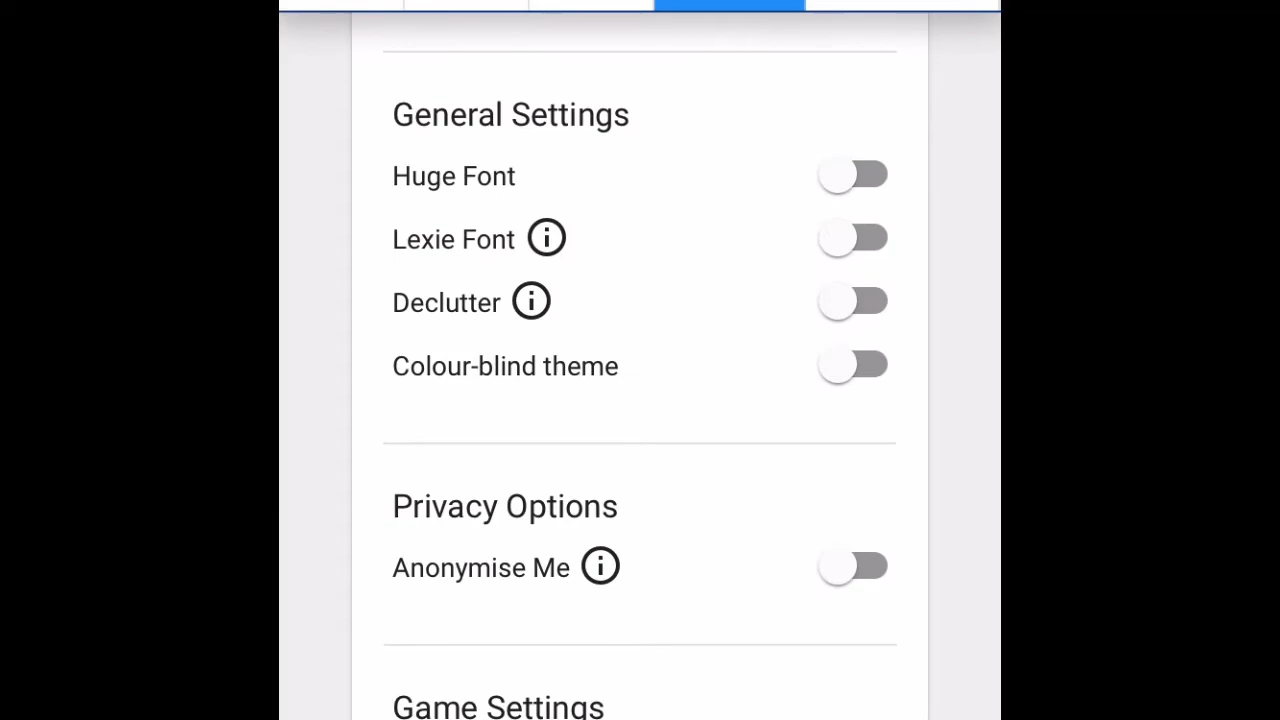 General Settings
Huge Font
Lexie Font
Declutter
Colour-blind theme
Privacy Options
Anonymise Me
Game Settings